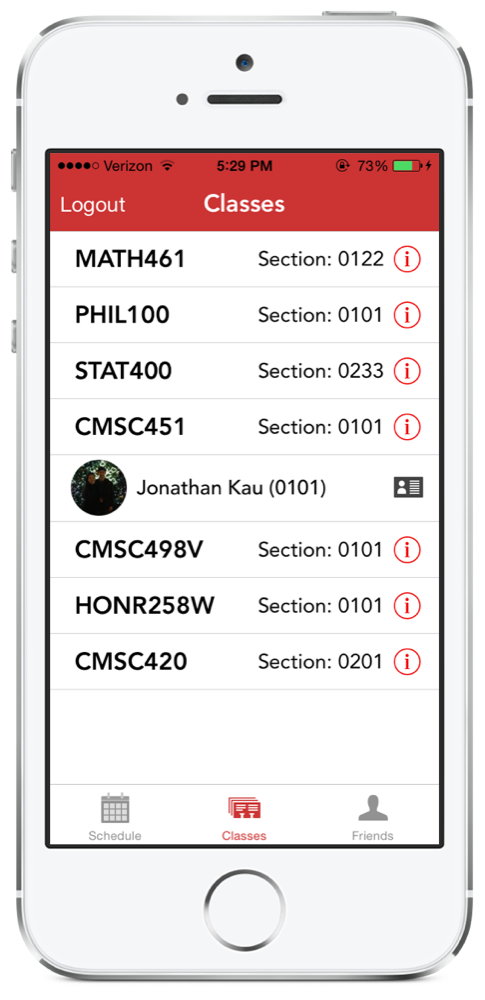 Verizon 5:29 PM 73%
Logout Classes
MATH461 Section: 0122 i
PHIL100 Section: 0101 i
STAT400 Section: 0233 i
CMSC451 Section: 0101 i
Jonathan Kau (0101)
CMSC498V Section: 0101 i
HONR258W Section: 0101 i
CMSC420 Section: 0201 i
Schedule Classes Friends